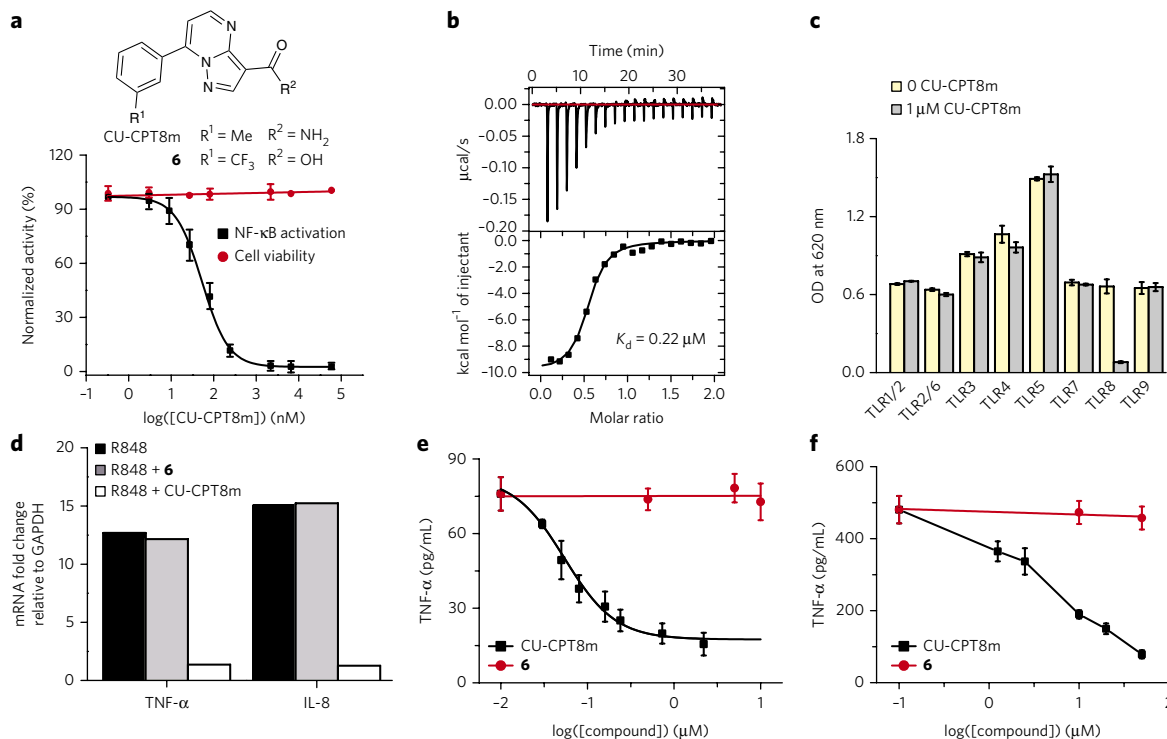 a
N
N
N
O
R²
R¹
CU-CPT8m R¹ = Me R² = NH₂
6 R¹ = CF₃ R² = OH
120
90
60
30
0
Normalized activity (%)
NF-κB activation
Cell viability
–1 0 1 2 3 4 5
log([CU-CPT8m]) (nM)
b
Time (min)
0 10 20 30
0.00
–0.05
–0.10
–0.15
–0.20
µcal/s
0.0
–2.0
–4.0
–6.0
–8.0
–10.0
kcal mol⁻¹ of injectant
K_d = 0.22 µM
0.0 0.5 1.0 1.5 2.0
Molar ratio
c
0 CU-CPT8m
1 µM CU-CPT8m
1.8
1.2
0.6
0.0
OD at 620 nm
TLR1/2
TLR2/6
TLR3
TLR4
TLR5
TLR7
TLR8
TLR9
d
R848
R848 + 6
R848 + CU-CPT8m
20
15
10
5
0
mRNA fold change
relative to GAPDH
TNF-α IL-8
e
90
60
30
0
TNF-α (pg/mL)
CU-CPT8m
6
–2 –1 0 1
log([compound]) (µM)
f
600
400
200
0
TNF-α (pg/mL)
CU-CPT8m
6
–1 0 1 2
log([compound]) (µM)